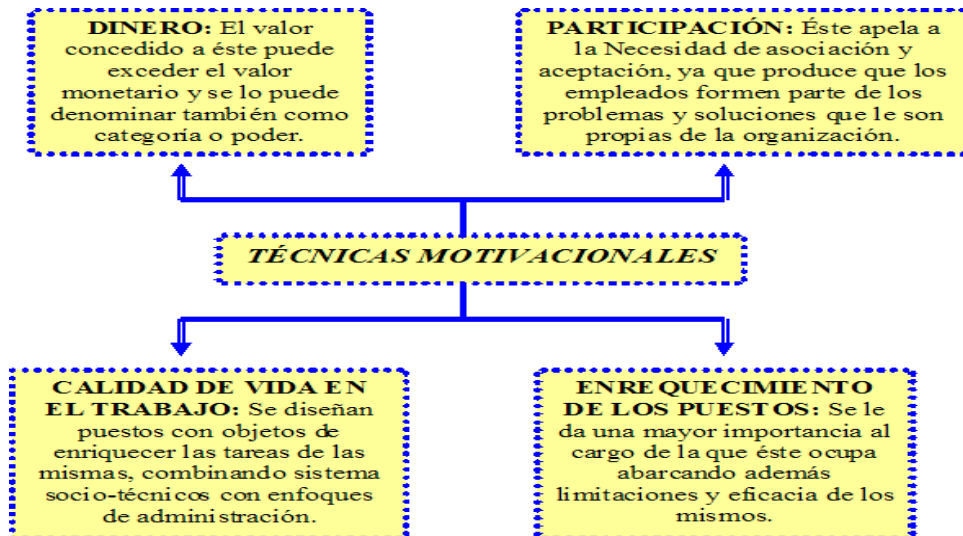 DINERO: El valor
concedido a éste puede
exceder el valor
monetario y se lo puede
denominar también como
categoría o poder.
PARTICIPACIÓN: Éste apela a
la Necesidad de asociación y
aceptación, ya que produce que los
empleados formen parte de los
problemas y soluciones que le son
propias de la organización.
TÉCNICAS MOTIVACIONALES
CALIDAD DE VIDA EN
EL TRABAJO: Se diseñan
puestos con objetos de
enriquecer las tareas de las
mismas, combinando sistema
socio-técnicos con enfoques
de administración.
ENREQUECIMIENTO
DE LOS PUESTOS: Se le
da una mayor importancia al
cargo de la que éste ocupa
abarcando además
limitaciones y eficacia de los
mismos.